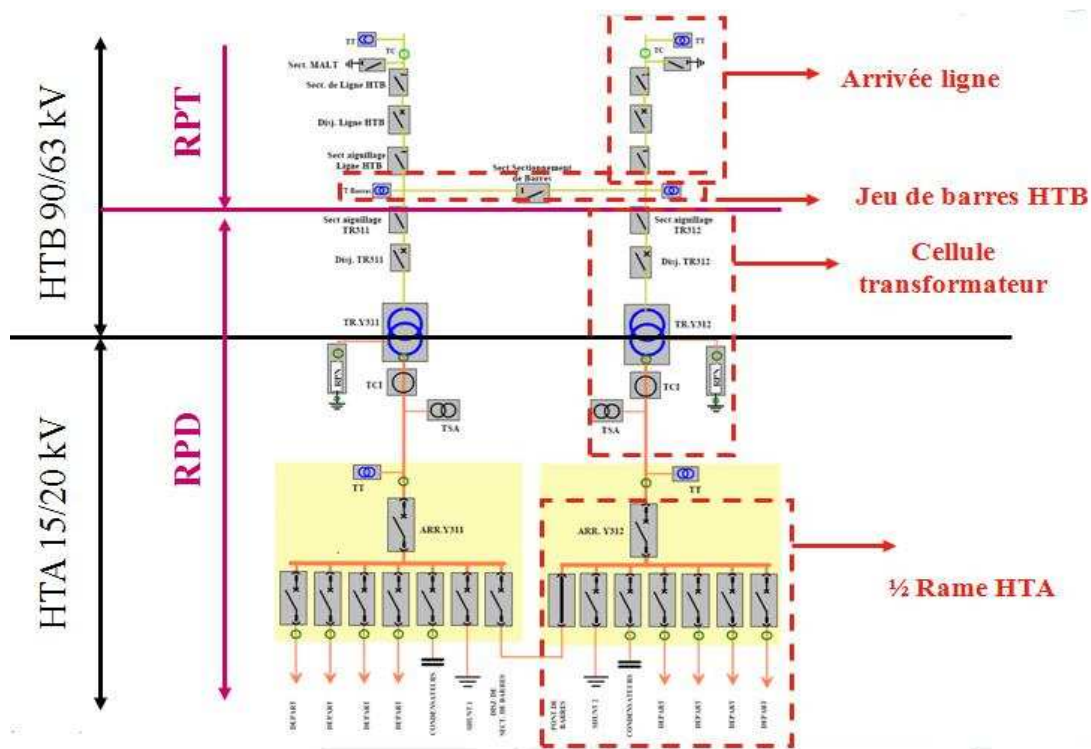 TT
TC
TT
Sect. MALT
Sect. de Ligne HTB
Disj. Ligne HTB
Sect aiguillage
Ligne HTB
Sect Sectionnement
de Barres
T Barres
Sect aiguillage
TR311
Sect aiguillage
TR312
Disj. TR311
Disj. TR312
TR.Y311
TR.Y312
RPN
RPN
TCI
TCI
TSA
TSA
TT
TT
ARR.Y311
ARR. Y312
DEPART
DEPART
DEPART
DEPART
CONDENSATEURS
SHUNT 1
DISJ DE
SECT. DE BARRES
PONT DE
BARRES
SHUNT 2
CONDENSATEURS
DEPART
DEPART
DEPART
DEPART
HTB 90/63 kV
HTA 15/20 kV
RPT
RPD
Arrivée ligne
Jeu de barres HTB
Cellule
transformateur
½ Rame HTA